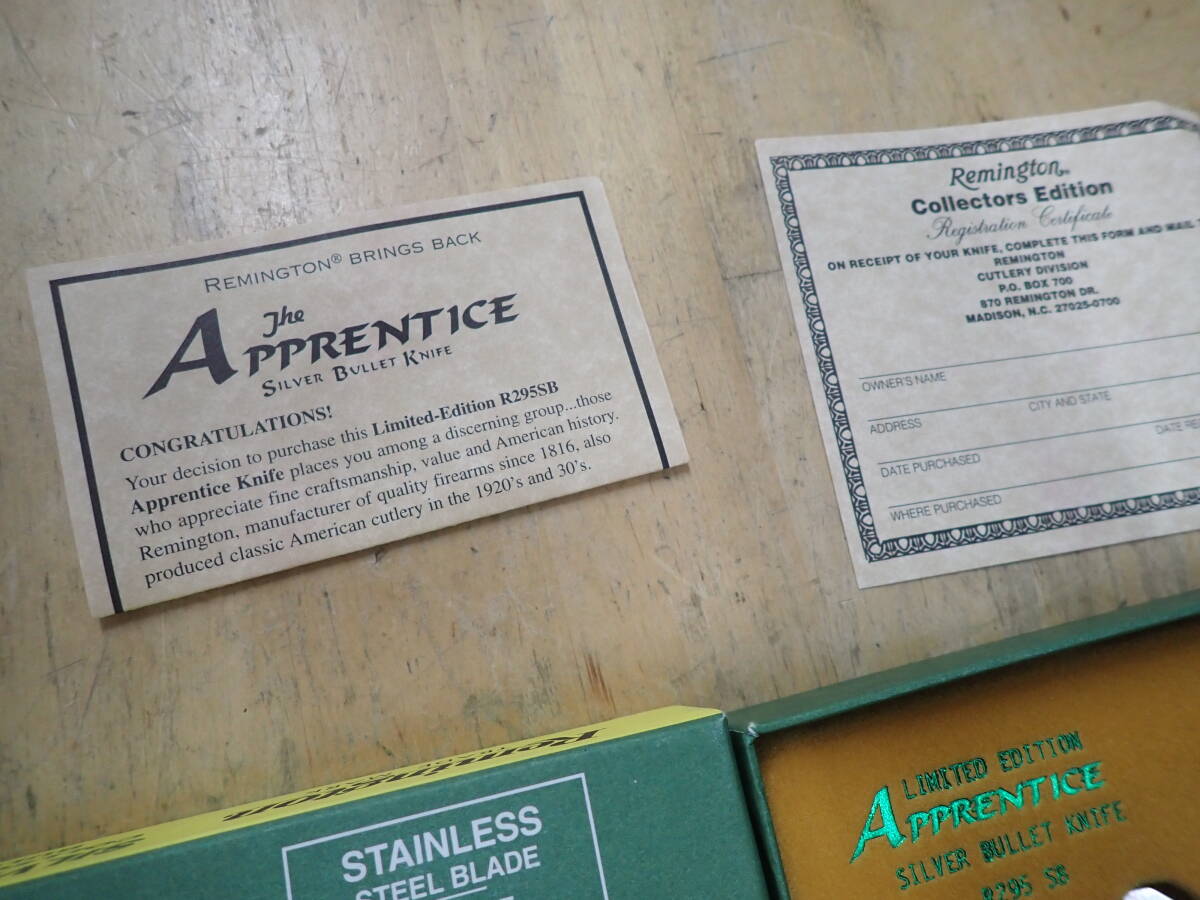 REMINGTON® BRINGS BACK
The
APPRENTICE
SILVER BULLET KNIFE
CONGRATULATIONS!
Your decision to purchase this Limited-Edition R295SB
Apprentice Knife places you among a discerning group...those
who appreciate fine craftsmanship, value and American history.
Remington, manufacturer of quality firearms since 1816, also
produced classic American cutlery in the 1920's and 30's.
Remington®
Collectors Edition
Registration Certificate
ON RECEIPT OF YOUR KNIFE, COMPLETE THIS FORM AND MAIL
REMINGTON
CUTLERY DIVISION
P.O. BOX 700
870 REMINGTON DR.
MADISON, N.C. 27025-0700
OWNER'S NAME
ADDRESS
CITY AND STATE
DATE PURCHASED
DATE RE
WHERE PURCHASED
Remington
STAINLESS
STEEL BLADE
LIMITED EDITION
APPRENTICE
SILVER BULLET KNIFE
R295 SB